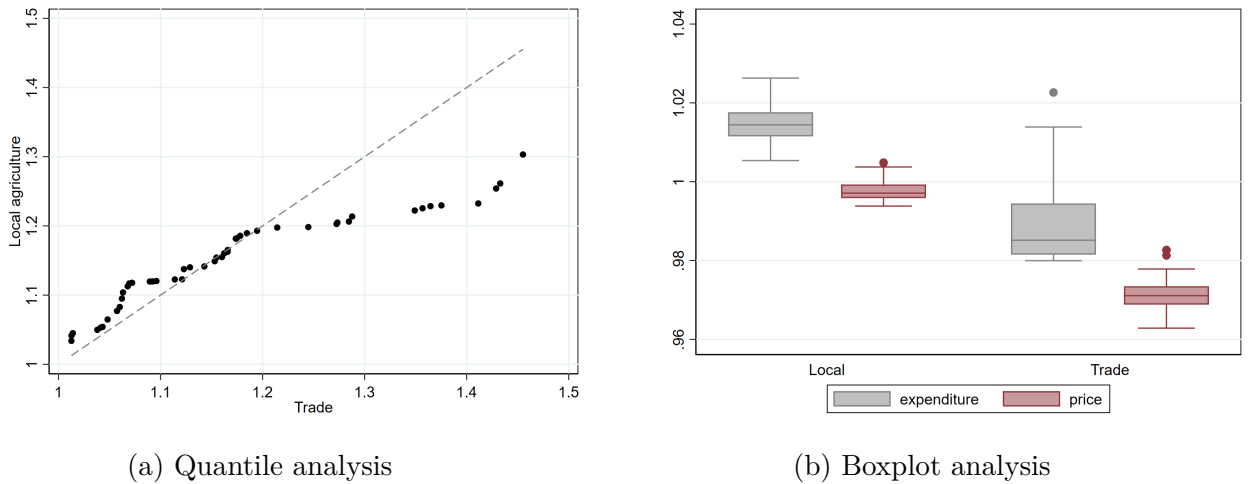 1.5
1.4
1.3
1.2
1.1
1
Local agriculture
1 1.1 1.2 1.3 1.4 1.5
Trade
(a) Quantile analysis
1.04
1.02
1
.98
.96
Local Trade
expenditure price
(b) Boxplot analysis